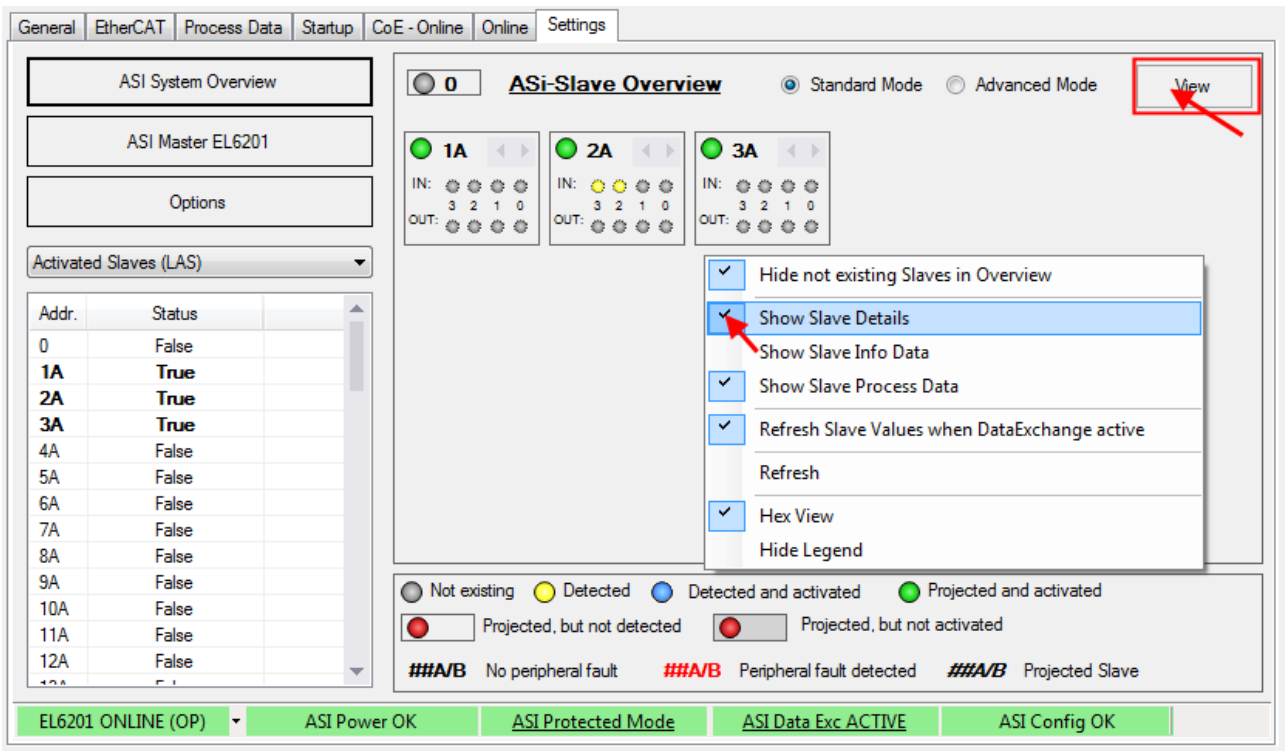 General EtherCAT Process Data Startup CoE - Online Online Settings
ASI System Overview
ASI Master EL6201
Options
Activated Slaves (LAS)
Addr. Status
0 False
1A True
2A True
3A True
4A False
5A False
6A False
7A False
8A False
9A False
10A False
11A False
12A False
0 ASi-Slave Overview Standard Mode Advanced Mode View
1A 2A 3A
IN: IN: IN:
3 2 1 0 3 2 1 0 3 2 1 0
OUT: OUT: OUT:
Hide not existing Slaves in Overview
Show Slave Details
Show Slave Info Data
Show Slave Process Data
Refresh Slave Values when DataExchange active
Refresh
Hex View
Hide Legend
Not existing Detected Detected and activated Projected and activated
Projected, but not detected Projected, but not activated
##A/B No peripheral fault ##A/B Peripheral fault detected ##A/B Projected Slave
EL6201 ONLINE (OP) ASI Power OK ASI Protected Mode ASI Data Exc ACTIVE ASI Config OK